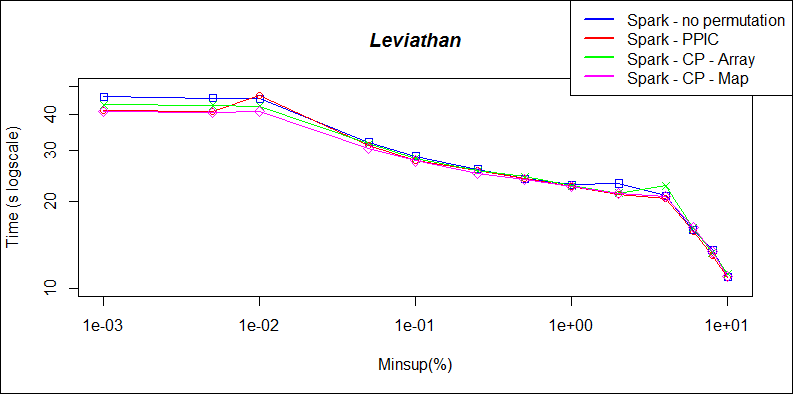 Leviathan
Spark - no permutation
Spark - PPIC
Spark - CP - Array
Spark - CP - Map
Time (s logscale)
40
30
20
10
1e-03 1e-02 1e-01 1e+00 1e+01
Minsup(%)